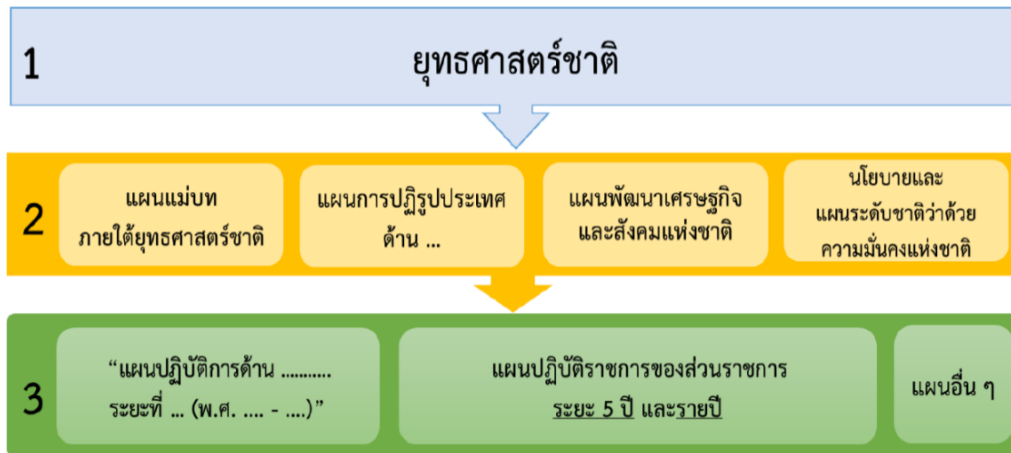 1
ยุทธศาสตร์ชาติ
2
แผนแม่บท
ภายใต้ยุทธศาสตร์ชาติ
แผนการปฏิรูปประเทศ
ด้าน ...
แผนพัฒนาเศรษฐกิจ
และสังคมแห่งชาติ
นโยบายและ
แผนระดับชาติว่าด้วย
ความมั่นคงแห่งชาติ
3
“แผนปฏิบัติการด้าน ...........
ระยะที่ ... (พ.ศ. .... - ....)”
แผนปฏิบัติราชการของส่วนราชการ
ระยะ 5 ปี และรายปี
แผนอื่น ๆ